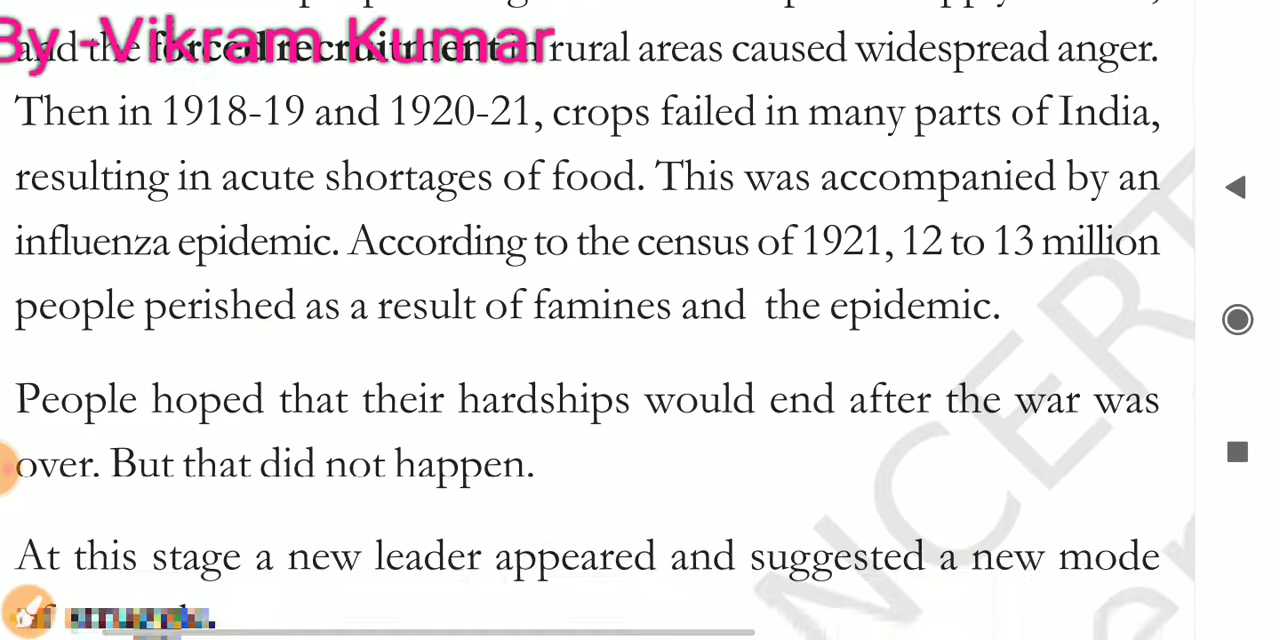 By -Vikram Kumar
and the forced recruitment in rural areas caused widespread anger.
Then in 1918-19 and 1920-21, crops failed in many parts of India,
resulting in acute shortages of food. This was accompanied by an
influenza epidemic. According to the census of 1921, 12 to 13 million
people perished as a result of famines and the epidemic.
People hoped that their hardships would end after the war was
over. But that did not happen.
At this stage a new leader appeared and suggested a new mode
NCERT